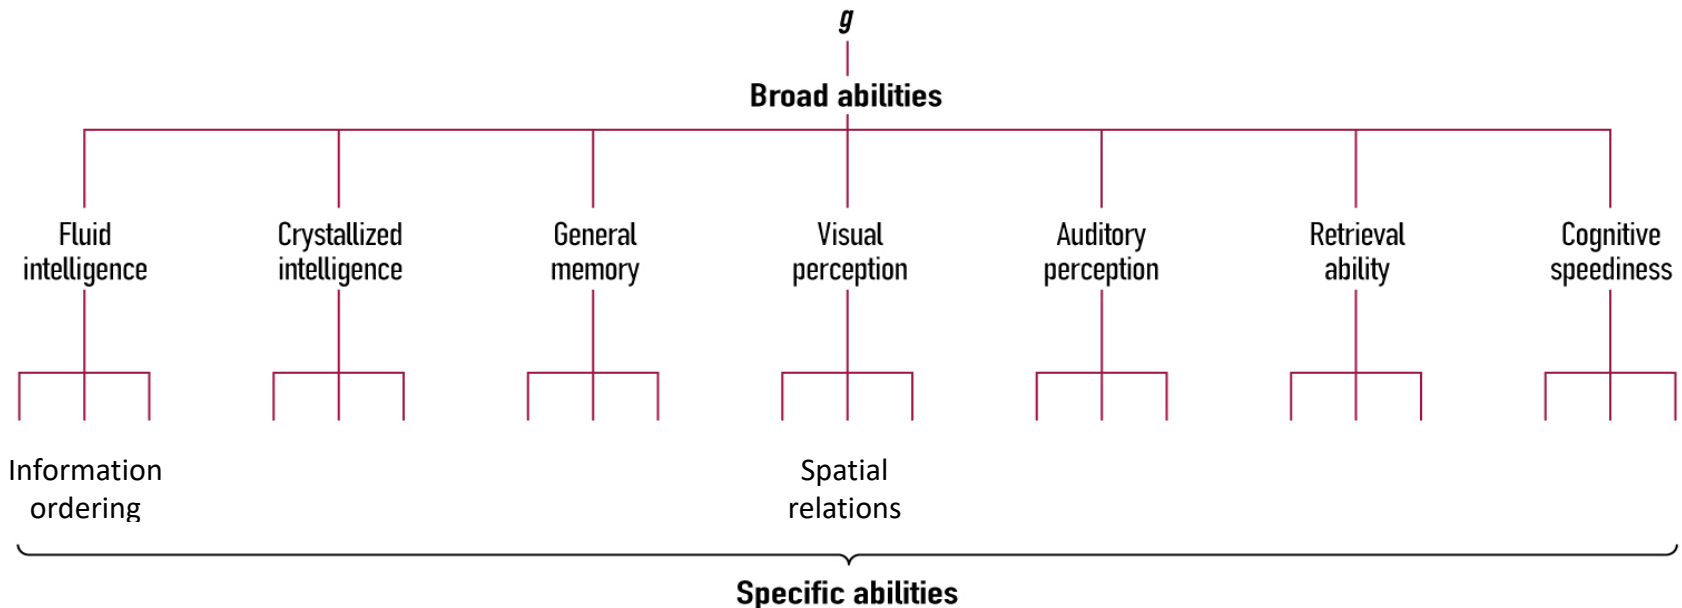 g
Broad abilities
Fluid
intelligence
Crystallized
intelligence
General
memory
Visual
perception
Auditory
perception
Retrieval
ability
Cognitive
speediness
Information
ordering
Spatial
relations
Specific abilities